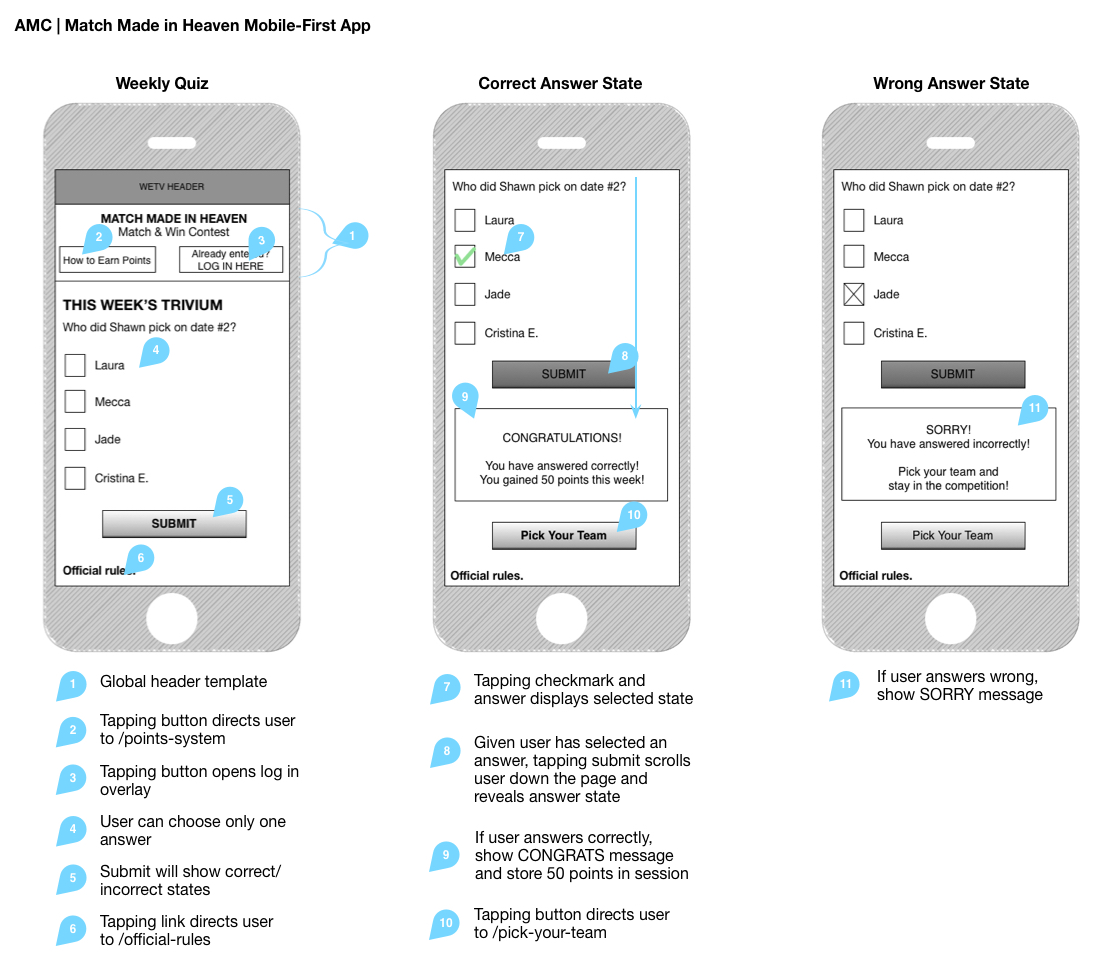 AMC | Match Made in Heaven Mobile-First App
Weekly Quiz
WETV HEADER
MATCH MADE IN HEAVEN
Match & Win Contest
2
3
1
How to Earn Points
Already entered?
LOG IN HERE
THIS WEEK'S TRIVIUM
Who did Shawn pick on date #2?
4
Laura
Mecca
Jade
Cristina E.
5
SUBMIT
6
Official rules.
Correct Answer State
Who did Shawn pick on date #2?
Laura
7
Mecca
Jade
Cristina E.
8
SUBMIT
9
CONGRATULATIONS!
You have answered correctly!
You gained 50 points this week!
10
Pick Your Team
Official rules.
Wrong Answer State
Who did Shawn pick on date #2?
Laura
Mecca
Jade
Cristina E.
SUBMIT
11
SORRY!
You have answered incorrectly!
Pick your team and
stay in the competition!
Pick Your Team
Official rules.
1 Global header template
2 Tapping button directs user
to /points-system
3 Tapping button opens log in
overlay
4 User can choose only one
answer
5 Submit will show correct/
incorrect states
6 Tapping link directs user
to /official-rules
7 Tapping checkmark and
answer displays selected state
8 Given user has selected an
answer, tapping submit scrolls
user down the page and
reveals answer state
9 If user answers correctly,
show CONGRATS message
and store 50 points in session
10 Tapping button directs user
to /pick-your-team
11 If user answers wrong,
show SORRY message